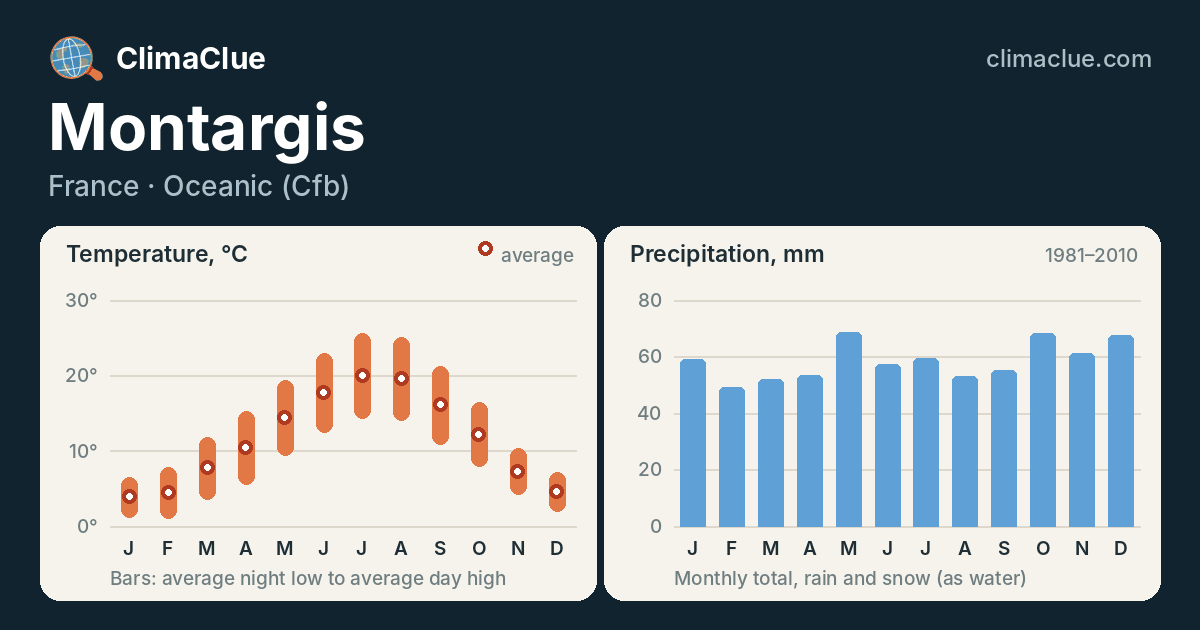 ClimaClue
climaclue.com
Montargis
France · Oceanic (Cfb)
Temperature, °C
average
30°
20°
10°
0°
J F M A M J J A S O N D
Bars: average night low to average day high
Precipitation, mm
1981–2010
80
60
40
20
0
J F M A M J J A S O N D
Monthly total, rain and snow (as water)